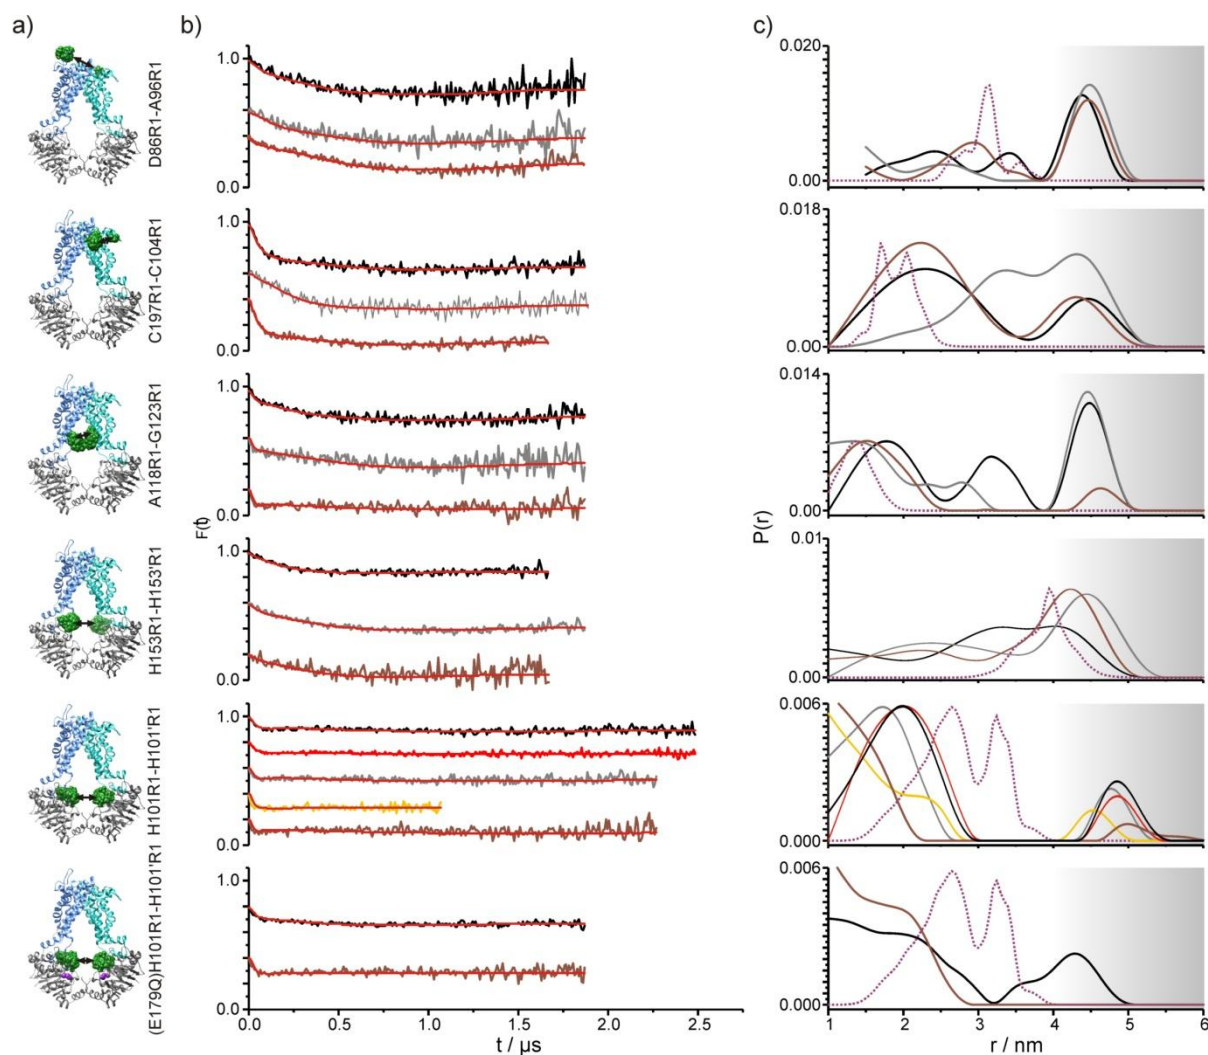 a)
b)
c)
D86R1-A96R1
1.0
0.0
0.020
0.00
C197R1-C104R1
1.0
0.0
0.018
0.00
A118R1-G123R1
1.0
0.0
0.014
0.00
F(t)
P(r)
H153R1-H153'R1
1.0
0.0
0.01
0.00
H101R1-H101'R1
1.0
0.0
0.006
0.000
(E179Q)H101R1-H101'R1
1.0
0.0
0.006
0.000
0.0 0.5 1.0 1.5 2.0 2.5
t / µs
1 2 3 4 5 6
r / nm